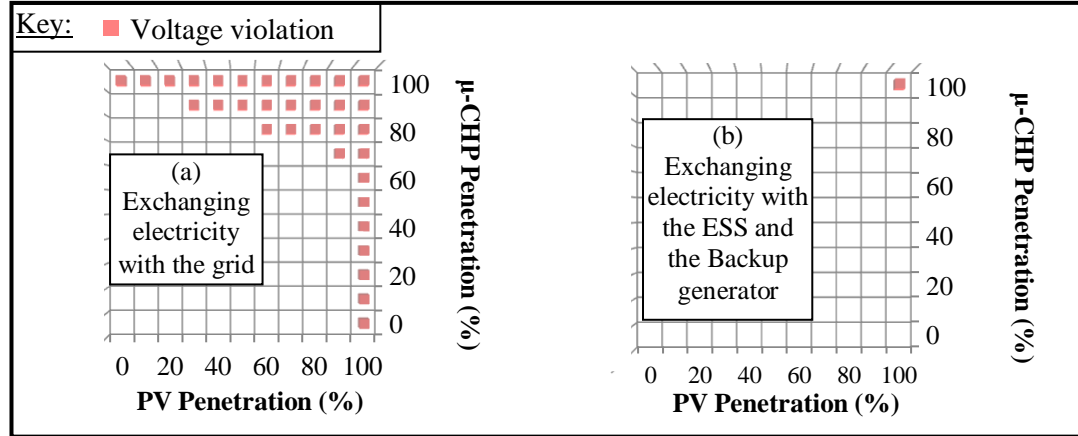 Key: Voltage violation
(a)
Exchanging
electricity
with the grid
100
80
60
40
20
0
μ-CHP Penetration (%)
0 20 40 60 80 100
PV Penetration (%)
(b)
Exchanging
electricity with
the ESS and
the Backup
generator
100
80
60
40
20
0
μ-CHP Penetration (%)
0 20 40 60 80 100
PV Penetration (%)